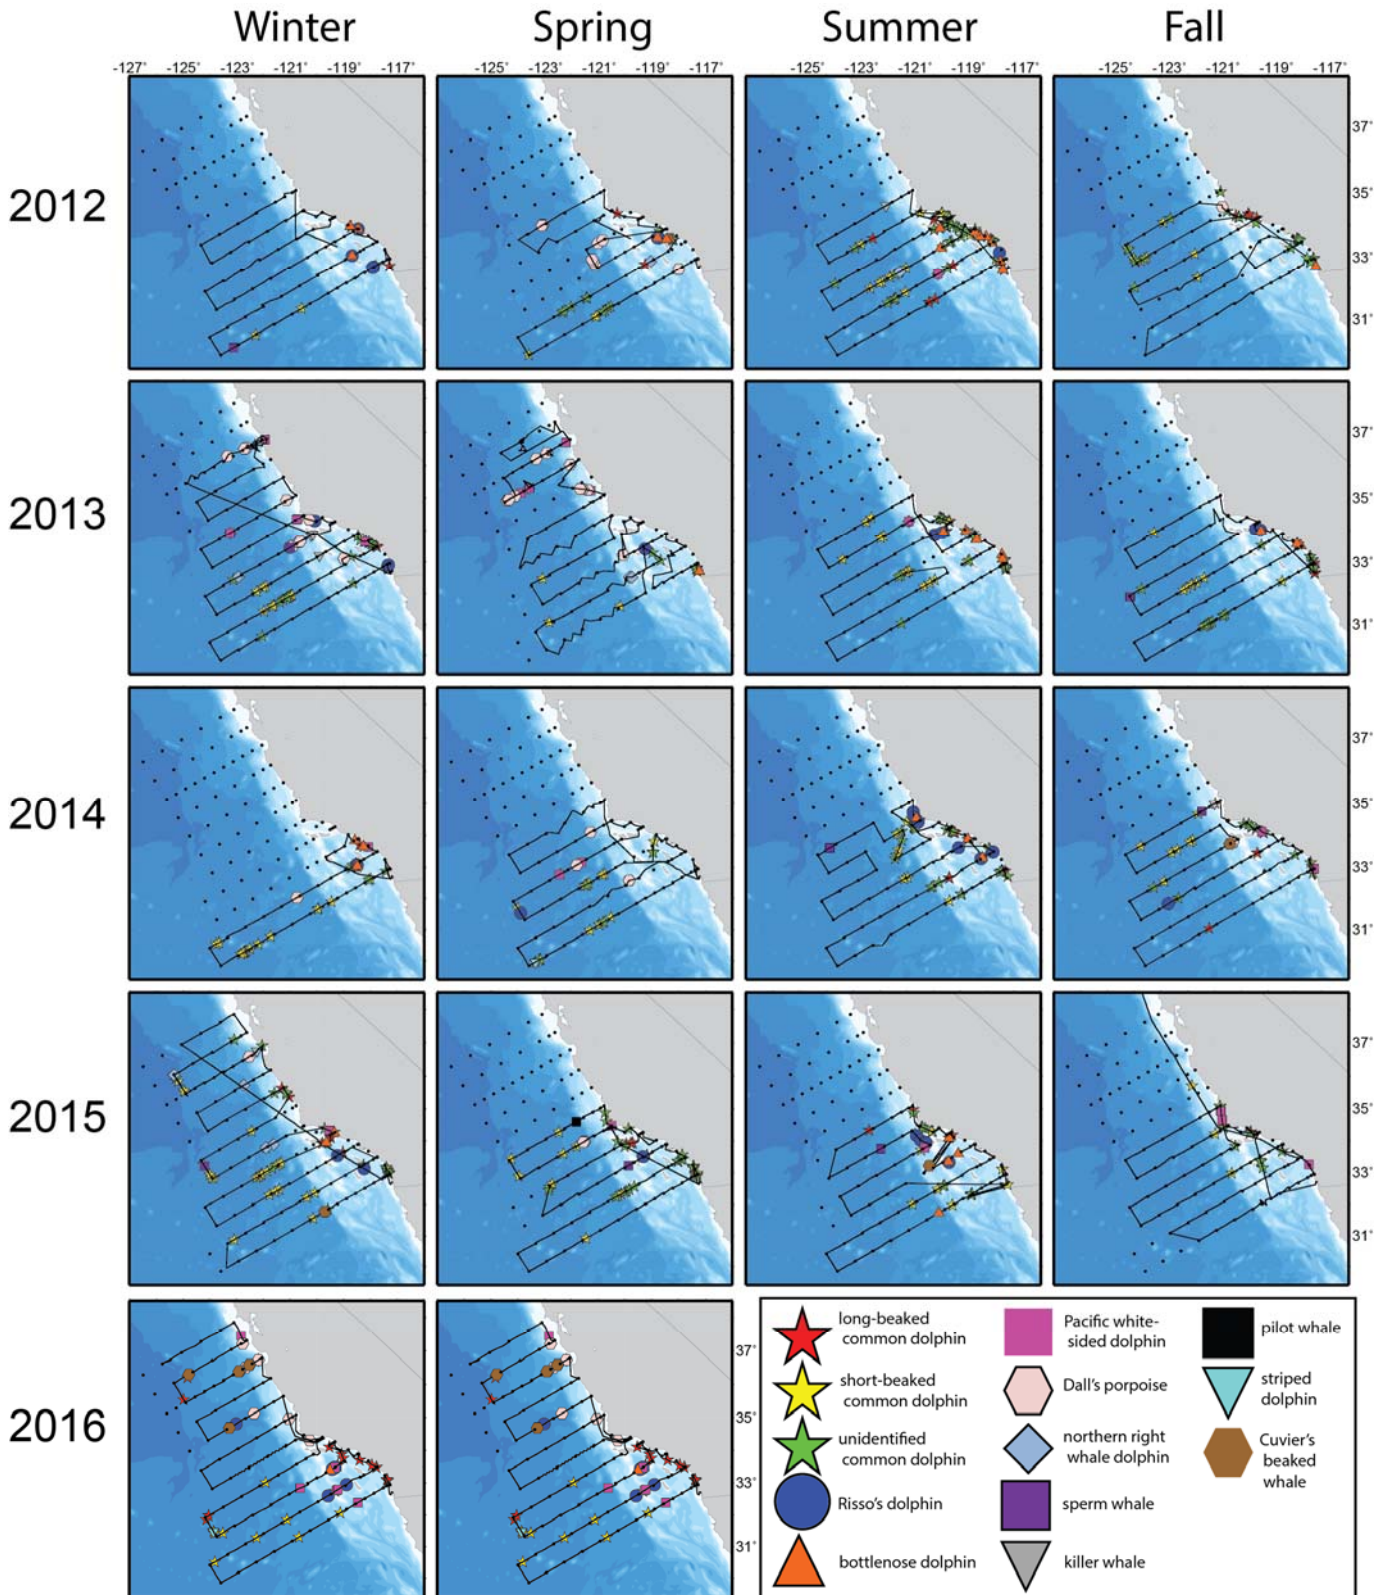 Winter Spring Summer Fall
-127 -125 -123 -121 -119 -117 -125 -123 -121 -119 -117 -125 -123 -121 -119 -117 -125 -123 -121 -119 -117
2012
37°
35°
33°
31°
2013
37°
35°
33°
31°
2014
37°
35°
33°
31°
2015
37°
35°
33°
31°
2016
37°
35°
33°
31°
long-beaked
common dolphin
short-beaked
common dolphin
unidentified
common dolphin
Risso's dolphin
bottlenose dolphin
Pacific white-
sided dolphin
Dall's porpoise
northern right
whale dolphin
sperm whale
killer whale
pilot whale
striped
dolphin
Cuvier's
beaked
whale